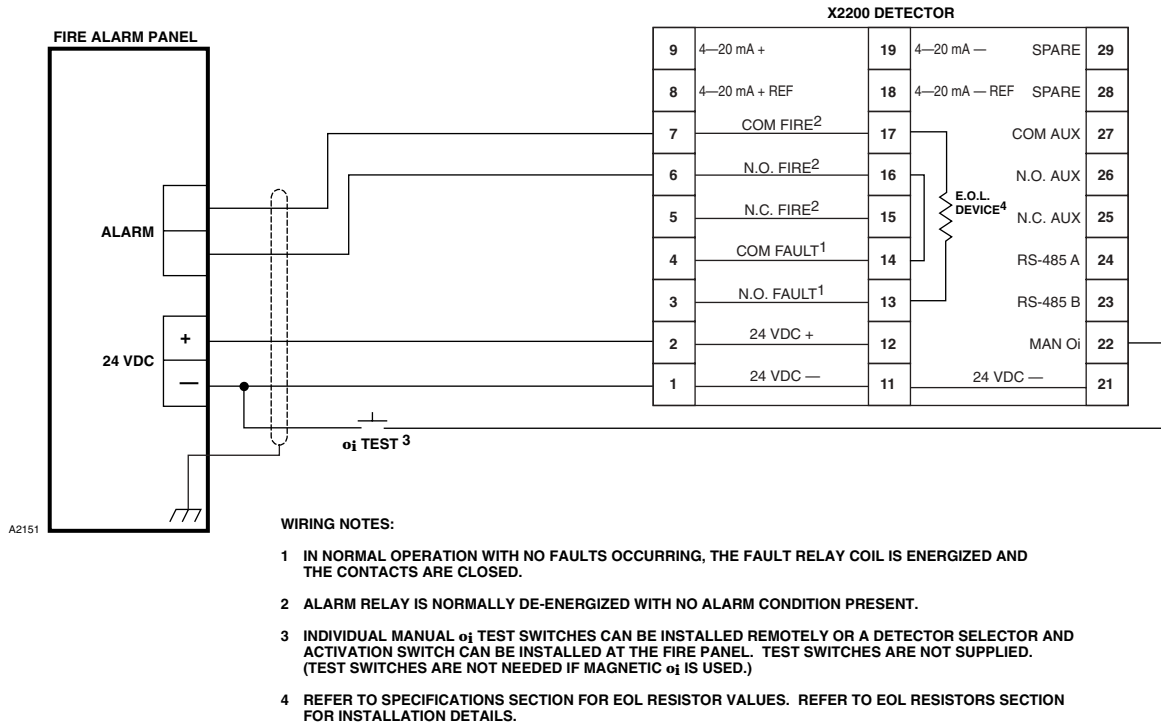 X2200 DETECTOR
FIRE ALARM PANEL
9 4—20 mA + 19 4—20 mA — SPARE 29
8 4—20 mA + REF 18 4—20 mA — REF SPARE 28
7 COM FIRE2 17 COM AUX 27
6 N.O. FIRE2 16 N.O. AUX 26
E.O.L.
DEVICE4
5 N.C. FIRE2 15 N.C. AUX 25
ALARM
4 COM FAULT1 14 RS-485 A 24
3 N.O. FAULT1 13 RS-485 B 23
+ 2 24 VDC + 12 MAN Oi 22
24 VDC
— 1 24 VDC — 11 24 VDC — 21
oi TEST 3
A2151
WIRING NOTES:
1 IN NORMAL OPERATION WITH NO FAULTS OCCURRING, THE FAULT RELAY COIL IS ENERGIZED AND
THE CONTACTS ARE CLOSED.
2 ALARM RELAY IS NORMALLY DE-ENERGIZED WITH NO ALARM CONDITION PRESENT.
3 INDIVIDUAL MANUAL oi TEST SWITCHES CAN BE INSTALLED REMOTELY OR A DETECTOR SELECTOR AND
ACTIVATION SWITCH CAN BE INSTALLED AT THE FIRE PANEL. TEST SWITCHES ARE NOT SUPPLIED.
(TEST SWITCHES ARE NOT NEEDED IF MAGNETIC oi IS USED.)
4 REFER TO SPECIFICATIONS SECTION FOR EOL RESISTOR VALUES. REFER TO EOL RESISTORS SECTION
FOR INSTALLATION DETAILS.